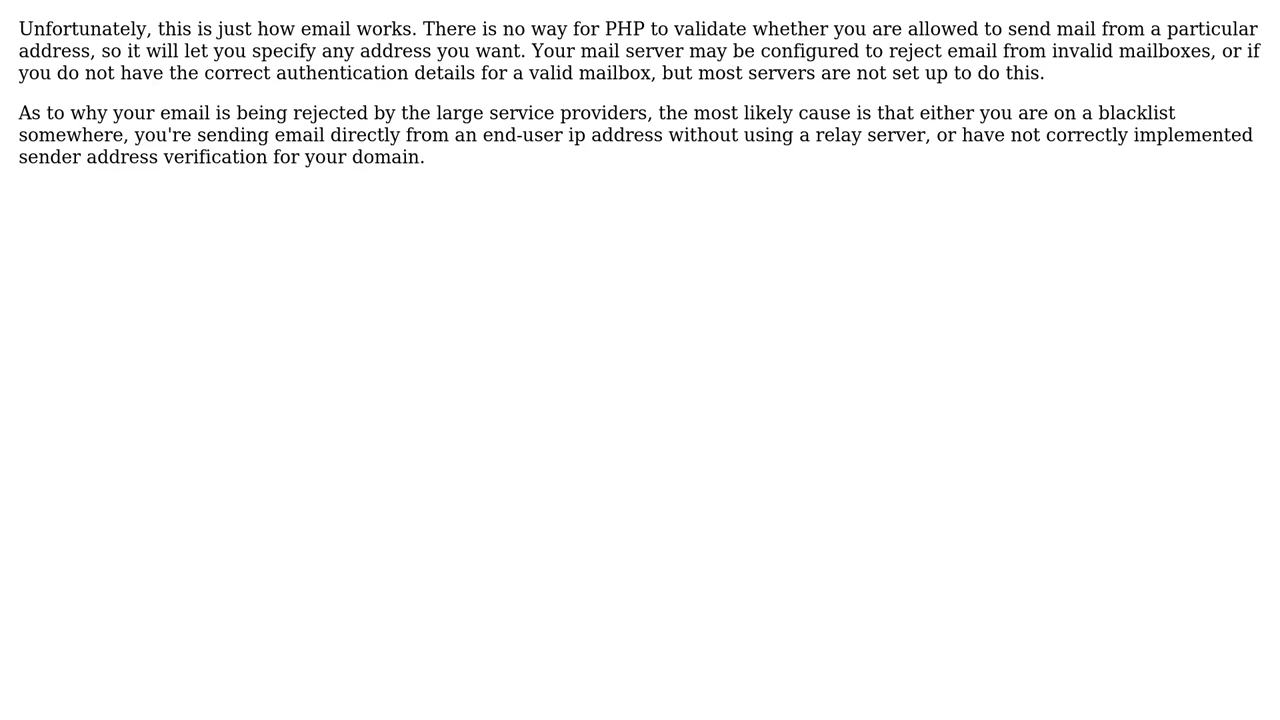 Unfortunately, this is just how email works. There is no way for PHP to validate whether you are allowed to send mail from a particular
address, so it will let you specify any address you want. Your mail server may be configured to reject email from invalid mailboxes, or if
you do not have the correct authentication details for a valid mailbox, but most servers are not set up to do this.
As to why your email is being rejected by the large service providers, the most likely cause is that either you are on a blacklist
somewhere, you're sending email directly from an end-user ip address without using a relay server, or have not correctly implemented
sender address verification for your domain.